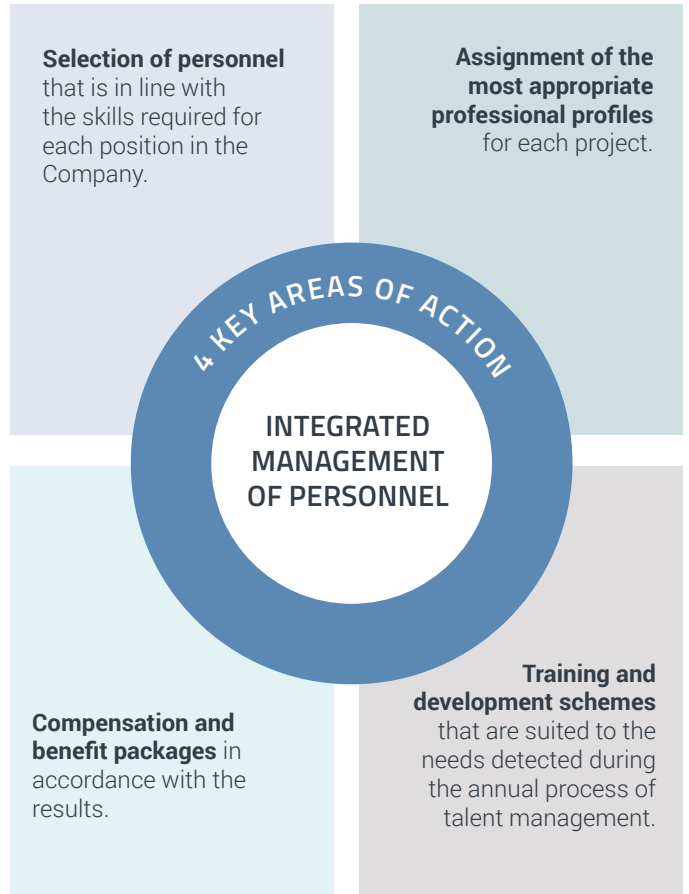 Selection of personnel
that is in line with
the skills required for
each position in the
Company.
Assignment of the
most appropriate
professional profiles
for each project.
4 KEY AREAS OF ACTION
INTEGRATED
MANAGEMENT
OF PERSONNEL
Compensation and
benefit packages in
accordance with the
results.
Training and
development schemes
that are suited to the
needs detected during
the annual process of
talent management.